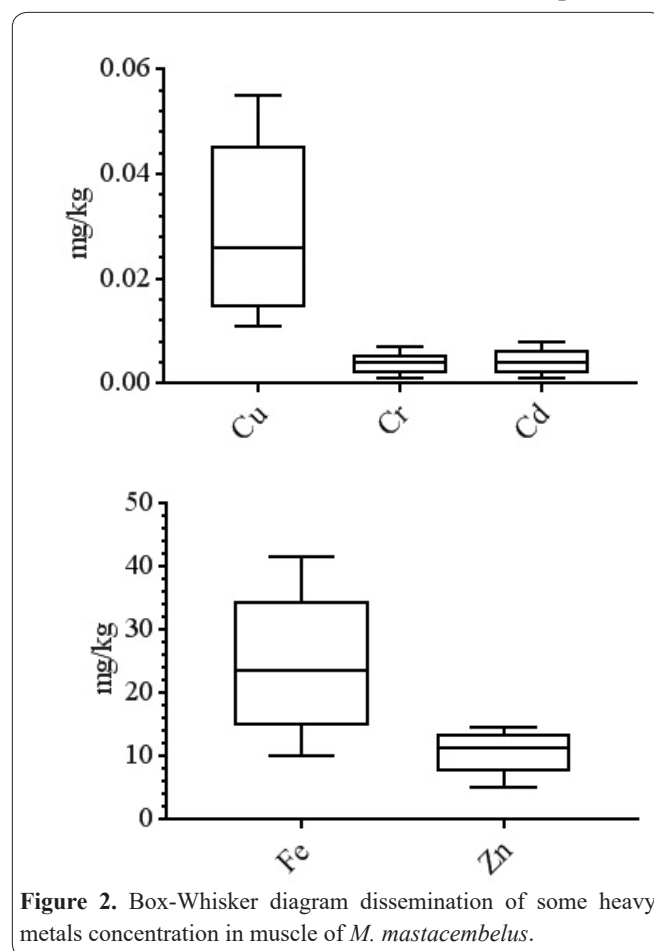 0.06
0.04
0.02
0.00
mg/kg
Cu
Cr
Cd
50
40
30
20
10
0
mg/kg
Fe
Zn
Figure 2. Box-Whisker diagram dissemination of some heavy
metals concentration in muscle of M. mastacembelus.